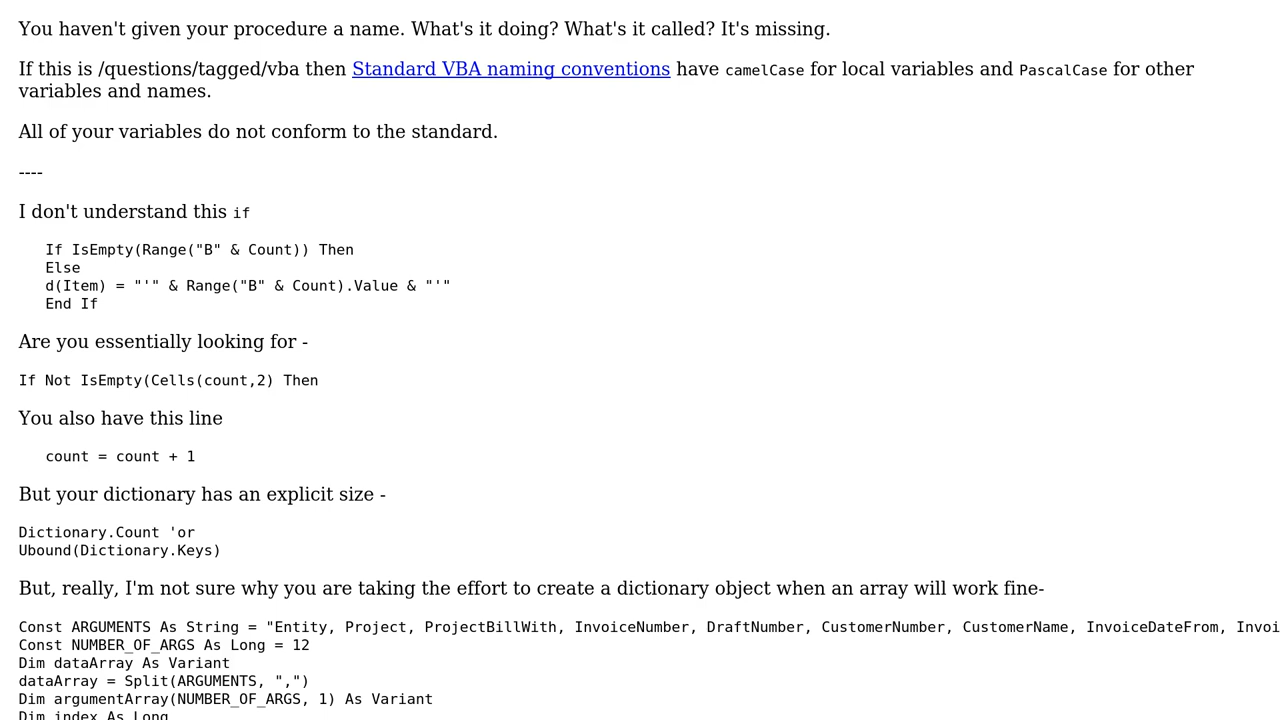 You haven't given your procedure a name. What's it doing? What's it called? It's missing.
If this is /questions/tagged/vba then Standard VBA naming conventions have camelCase for local variables and PascalCase for other
variables and names.
All of your variables do not conform to the standard.
----
I don't understand this if
If IsEmpty(Range("B" & Count)) Then
Else
d(Item) = "'" & Range("B" & Count).Value & "'"
End If
Are you essentially looking for -
If Not IsEmpty(Cells(count,2) Then
You also have this line
count = count + 1
But your dictionary has an explicit size -
Dictionary.Count 'or
Ubound(Dictionary.Keys)
But, really, I'm not sure why you are taking the effort to create a dictionary object when an array will work fine-
Const ARGUMENTS As String = "Entity, Project, ProjectBillWith, InvoiceNumber, DraftNumber, CustomerNumber, CustomerName, InvoiceDateFrom, Invoi
Const NUMBER_OF_ARGS As Long = 12
Dim dataArray As Variant
dataArray = Split(ARGUMENTS, ",")
Dim argumentArray(NUMBER_OF_ARGS, 1) As Variant
Dim index As Long